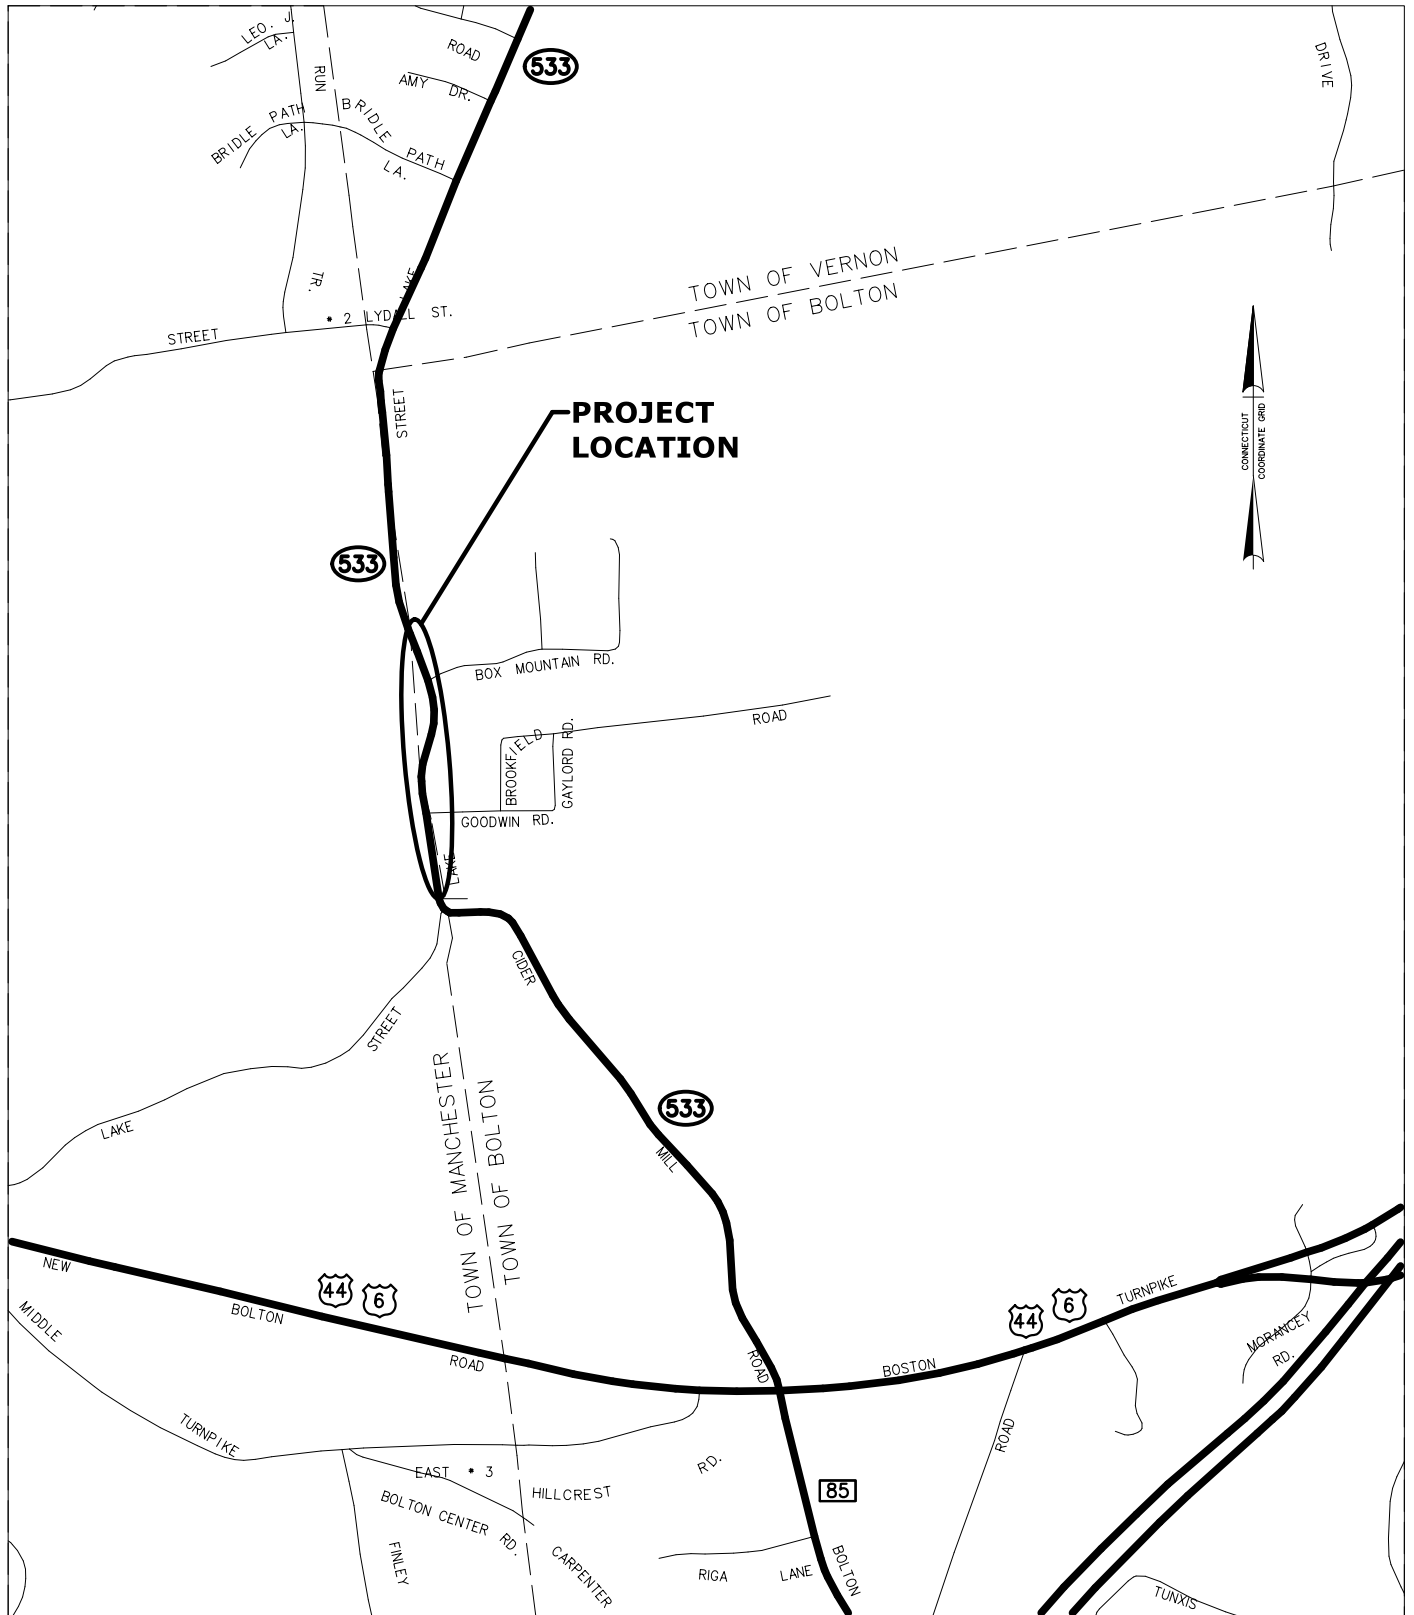 LEO. J.
LA.
RUN
ROAD
533
AMY DR.
DRIVE
BRIDLE PATH
LA.
BRIDLE PATH
LA.
TR.
LAKE
TOWN OF VERNON
TOWN OF BOLTON
* 2 LYDALL ST.
STREET
STREET
PROJECT
LOCATION
CONNECTICUT
COORDINATE GRID
533
BOX MOUNTAIN RD.
ROAD
BROOKFIELD
GAYLORD RD.
GOODWIN RD.
LAKE
CIDER
STREET
LAKE
TOWN OF MANCHESTER
TOWN OF BOLTON
533
MILL
NEW
BOLTON
ROAD
44
6
MIDDLE
TURNPIKE
ROAD
BOSTON
44
6
TURNPIKE
MORANCEY
RD.
ROAD
EAST * 3
HILLCREST
RD.
85
BOLTON CENTER RD.
FINLEY
CARPENTER
RIGA LANE
BOLTON
TUNXIS